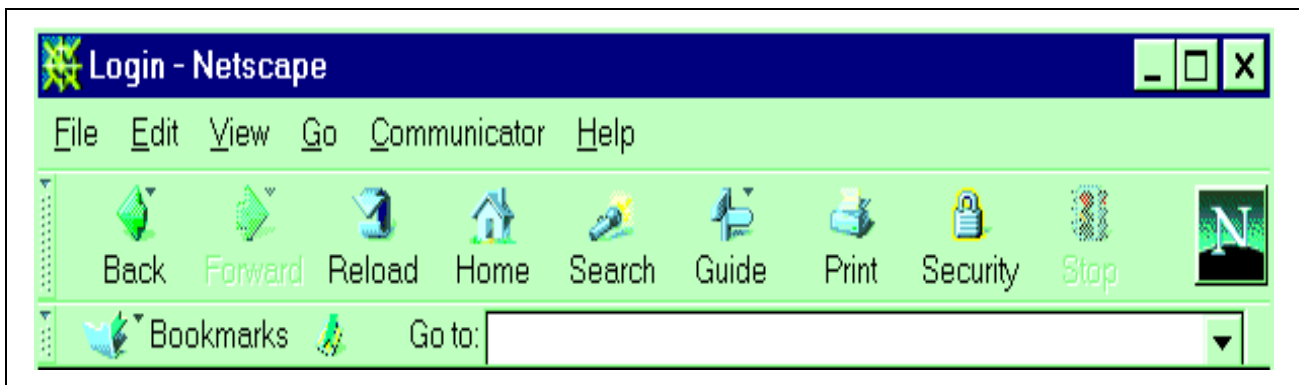 Login - Netscape
File Edit View Go Communicator Help
N
Back Forward Reload Home Search Guide Print Security Stop
Bookmarks Go to: